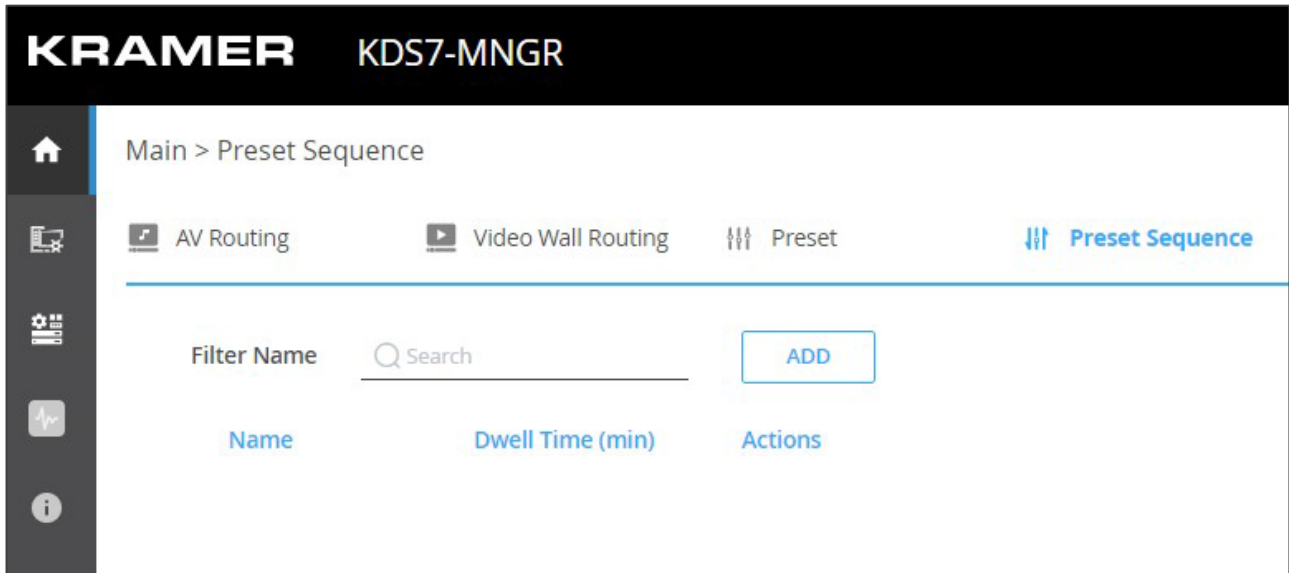 KRAMER KDS7-MNGR
Main > Preset Sequence
AV Routing Video Wall Routing Preset Preset Sequence
Filter Name Search ADD
Name Dwell Time (min) Actions